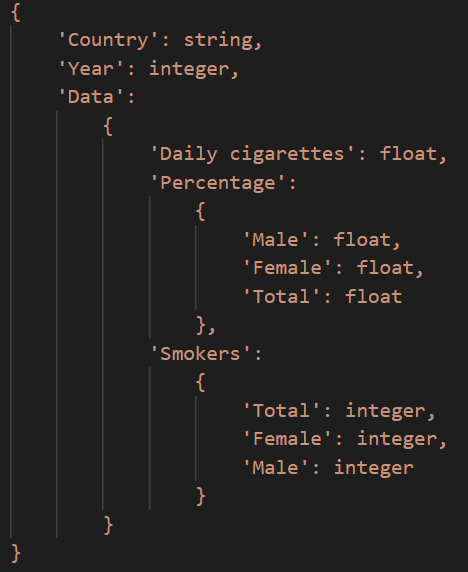 {
'Country': string,
'Year': integer,
'Data':
{
'Daily cigarettes': float,
'Percentage':
{
'Male': float,
'Female': float,
'Total': float
},
'Smokers':
{
'Total': integer,
'Female': integer,
'Male': integer
}
}
}